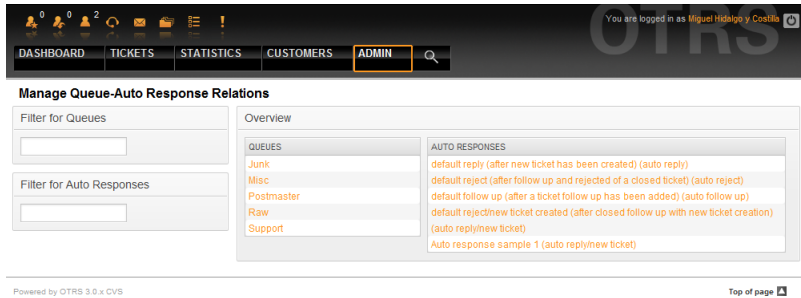 0 0 2
You are logged in as Miguel Hidalgo y Costilla
OTRS
DASHBOARD TICKETS STATISTICS CUSTOMERS ADMIN
Manage Queue-Auto Response Relations
Filter for Queues
Filter for Auto Responses
Overview
QUEUES
Junk
Misc
Postmaster
Raw
Support
AUTO RESPONSES
default reply (after new ticket has been created) (auto reply)
default reject (after follow up and rejected of a closed ticket) (auto reject)
default follow up (after a ticket follow up has been added) (auto follow up)
default reject/new ticket created (after closed follow up with new ticket creation)
(auto reply/new ticket)
Auto response sample 1 (auto reply/new ticket)
Powered by OTRS 3.0.x CVS
Top of page